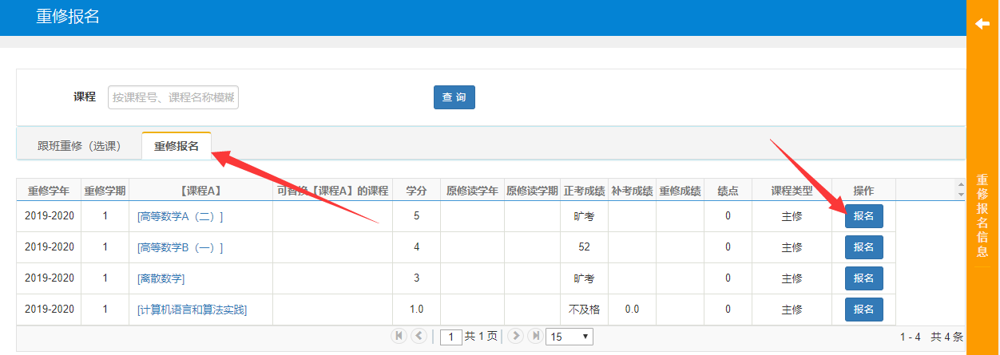 重修报名
课程 按课程号、课程名称模糊 查 询
跟班重修（选课） 重修报名
重修学年 重修学期 【课程A】 可替换【课程A】的课程 学分 原修读学年 原修读学期 正考成绩 补考成绩 重修成绩 绩点 课程类型 操作
2019-2020 1 [高等数学A（二）] 5 旷考 0 主修 报名
2019-2020 1 [高等数学B（一）] 4 52 0 主修 报名
2019-2020 1 [离散数学] 3 旷考 0 主修 报名
2019-2020 1 [计算机语言和算法实践] 1.0 不及格 0.0 0 主修 报名
1 共 1 页 15 1 - 4 共 4 条
重修报名信息